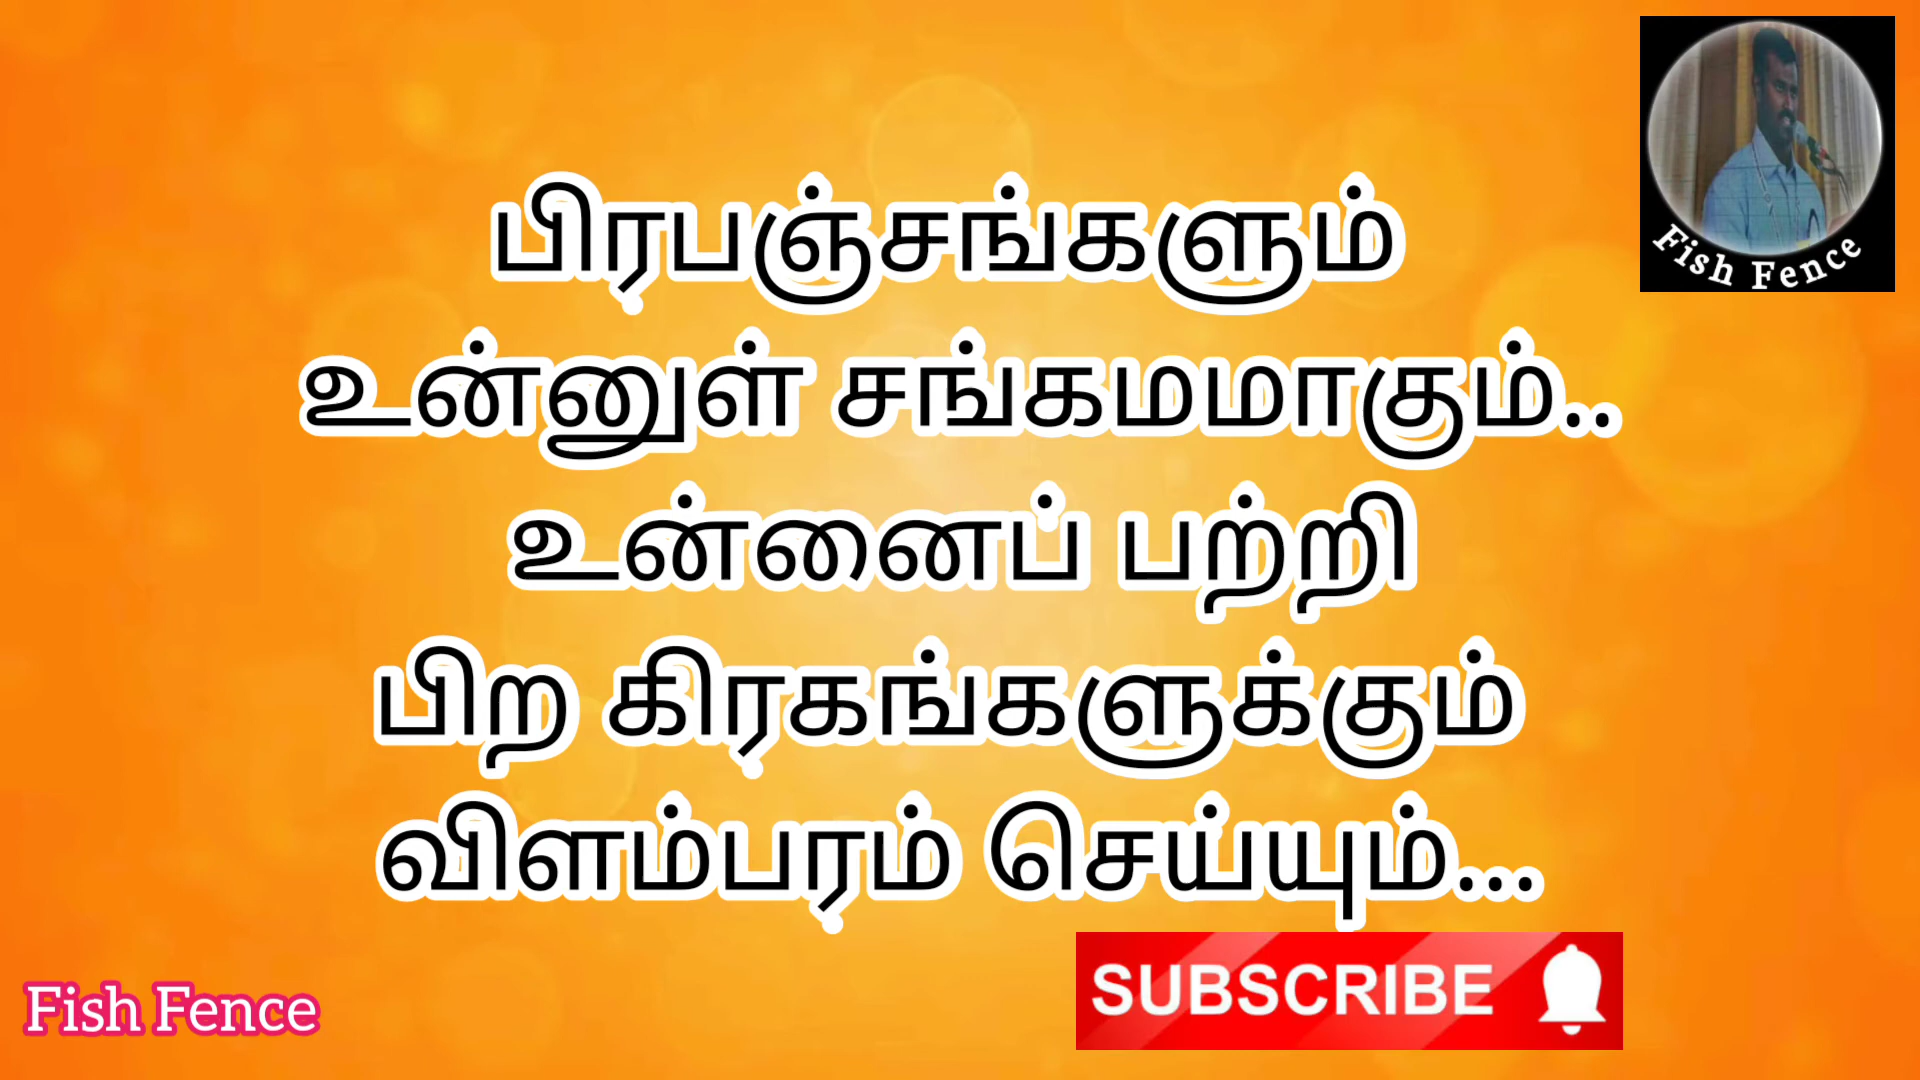 Fish Fence
பிரபஞ்சங்களும்
உன்னுள் சங்கமமாகும்..
உன்னைப் பற்றி
பிற கிரகங்களுக்கும்
விளம்பரம் செய்யும்...
SUBSCRIBE
Fish Fence